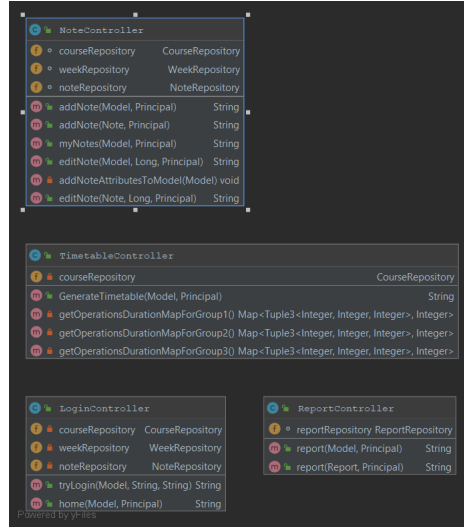 NoteController
courseRepository CourseRepository
weekRepository WeekRepository
noteRepository NoteRepository
addNote(Model, Principal) String
addNote(Note, Principal) String
myNotes(Model, Principal) String
editNote(Model, Long, Principal) String
addNoteAttributesToModel(Model) void
editNote(Note, Long, Principal) String
TimetableController
courseRepository CourseRepository
GenerateTimetable(Model, Principal) String
getOperationsDurationMapForGroup1() Map<Tuple3<Integer, Integer, Integer>, Integer>
getOperationsDurationMapForGroup2() Map<Tuple3<Integer, Integer, Integer>, Integer>
getOperationsDurationMapForGroup3() Map<Tuple3<Integer, Integer, Integer>, Integer>
LoginController
courseRepository CourseRepository
weekRepository WeekRepository
noteRepository NoteRepository
tryLogin(Model, String, String) String
home(Model, Principal) String
ReportController
reportRepository ReportRepository
report(Model, Principal) String
report(Report, Principal) String
Powered by yFiles